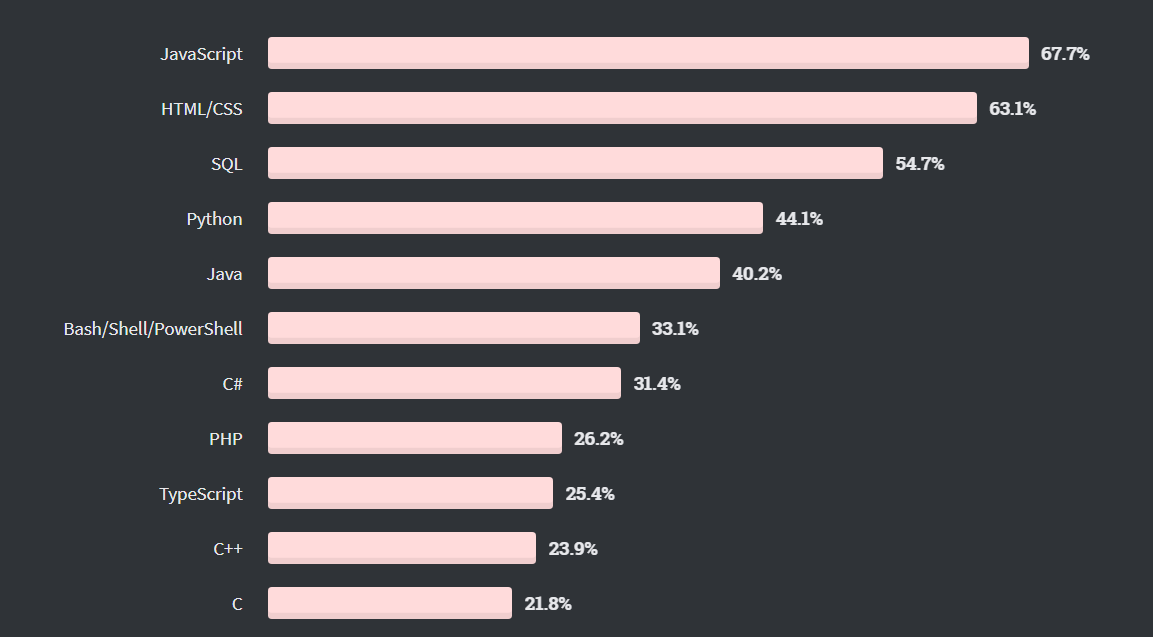 JavaScript 67.7%
HTML/CSS 63.1%
SQL 54.7%
Python 44.1%
Java 40.2%
Bash/Shell/PowerShell 33.1%
C# 31.4%
PHP 26.2%
TypeScript 25.4%
C++ 23.9%
C 21.8%